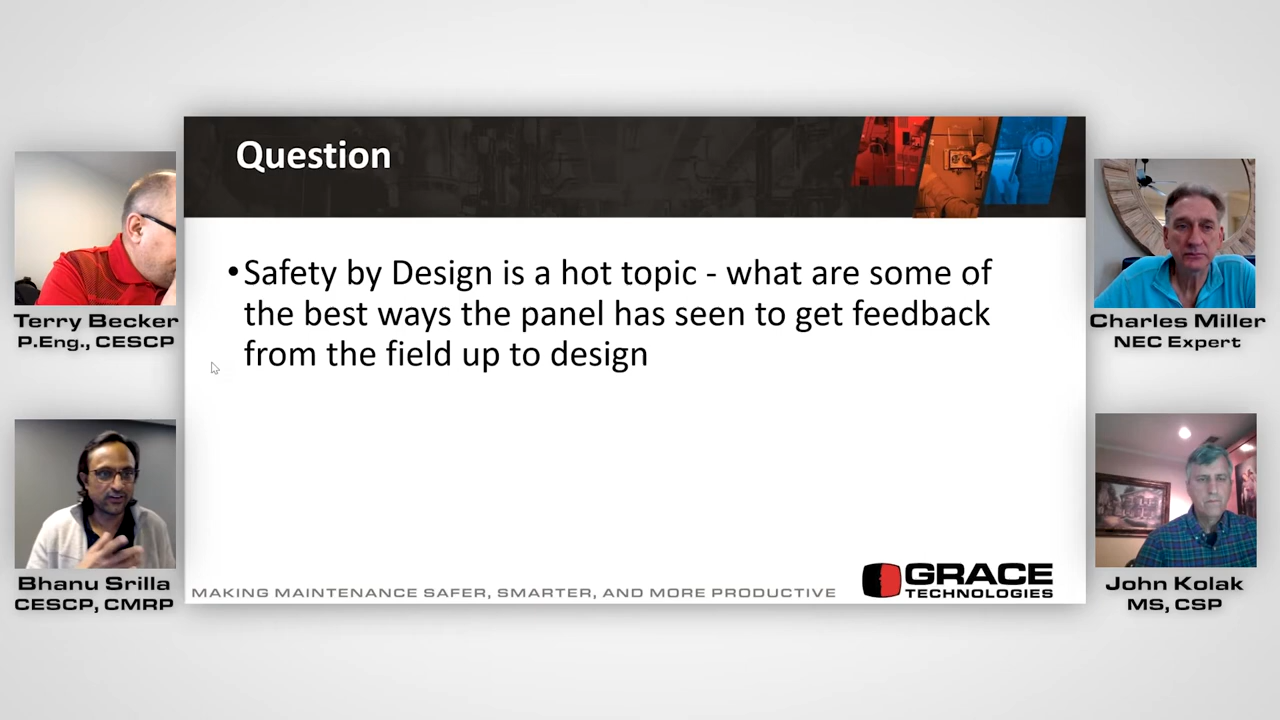 Question
•Safety by Design is a hot topic - what are some of
the best ways the panel has seen to get feedback
from the field up to design
Terry Becker
P.Eng., CESCP
Bhanu Srilla
CESCP, CMRP
Charles Miller
NEC Expert
John Kolak
MS, CSP
MAKING MAINTENANCE SAFER, SMARTER, AND MORE PRODUCTIVE
GRACE
TECHNOLOGIES